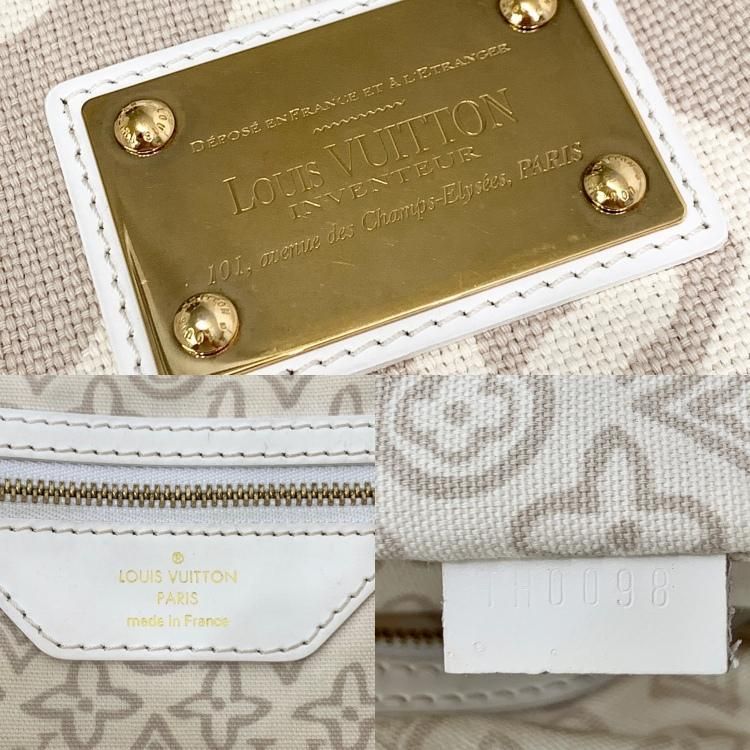 DÉPOSÉ EN FRANCE ET À L'ETRANGER
LOUIS VUITTON
INVENTEUR
101, avenue des Champs-Elysées, PARIS
®
LOUIS VUITTON
PARIS
made in France
TH0098